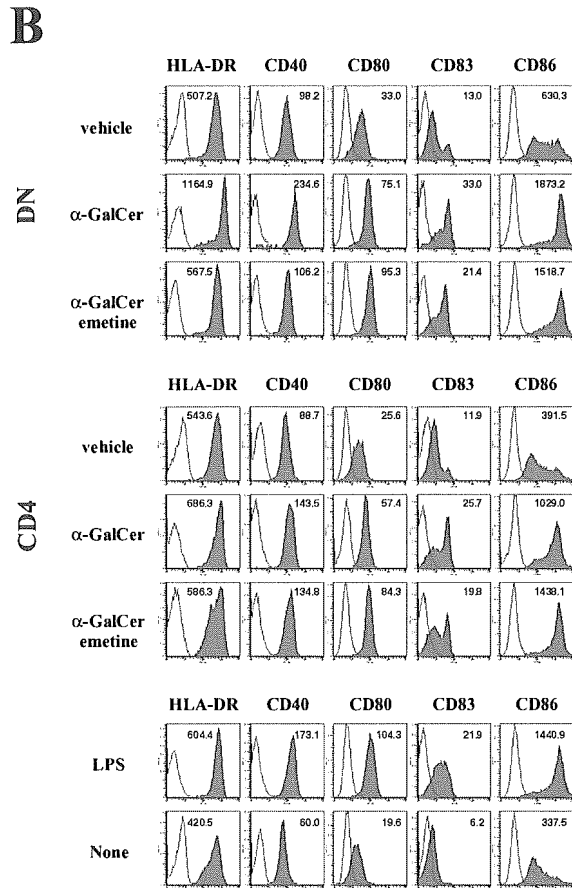 B
HLA-DR CD40 CD80 CD83 CD86
vehicle 507.2 98.2 33.0 13.0 630.3
DN
α-GalCer 1164.9 234.6 75.1 33.0 1873.2
α-GalCer 567.5 106.2 95.3 21.4 1518.7
emetine
HLA-DR CD40 CD80 CD83 CD86
vehicle 543.6 88.7 25.6 11.9 391.5
CD4
α-GalCer 686.3 143.5 57.4 25.7 1029.0
α-GalCer 586.3 134.8 84.3 19.8 1438.1
emetine
HLA-DR CD40 CD80 CD83 CD86
LPS 604.4 173.1 104.3 21.9 1440.9
None 420.5 60.0 19.6 6.2 337.5